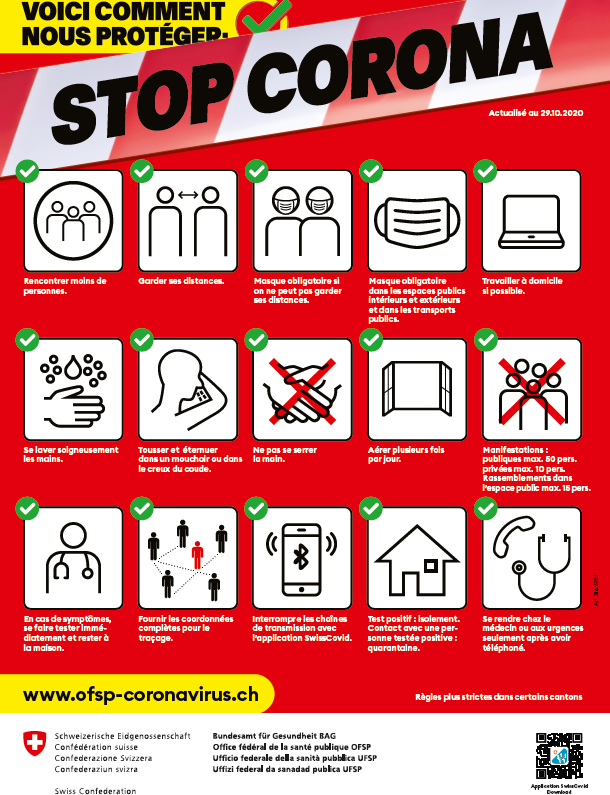 VOICI COMMENT
NOUS PROTÉGER:
STOP CORONA
Actualisé au 29.10.2020
Rencontrer moins de
personnes.
Garder ses distances.
Masque obligatoire si
on ne peut pas garder
ses distances.
Masque obligatoire
dans les espaces publics
intérieurs et extérieurs
et dans les transports
publics.
Travailler à domicile
si possible.
Se laver soigneusement
les mains.
Tousser et éternuer
dans un mouchoir ou dans
le creux du coude.
Ne pas se serrer
la main.
Aérer plusieurs fois
par jour.
Manifestations :
publiques max. 50 pers.
privées max. 10 pers.
Rassemblements dans
l'espace public max. 15 pers.
En cas de symptômes,
se faire tester immé-
diatement et rester à
la maison.
Fournir les coordonnées
complètes pour le
traçage.
Interrompre les chaînes
de transmission avec
l'application SwissCovid.
Test positif : isolement.
Contact avec une per-
sonne testée positive :
quarantaine.
Se rendre chez le
médecin ou aux urgences
seulement après avoir
téléphoné.
www.ofsp-coronavirus.ch
Règles plus strictes dans certains cantons
Schweizerische Eidgenossenschaft
Confédération suisse
Confederazione Svizzera
Confederaziun svizra
Swiss Confederation
Bundesamt für Gesundheit BAG
Office fédéral de la santé publique OFSP
Ufficio federale della sanità pubblica UFSP
Uffizi federal da sanadad publica UFSP
Application SwissCovid
Download